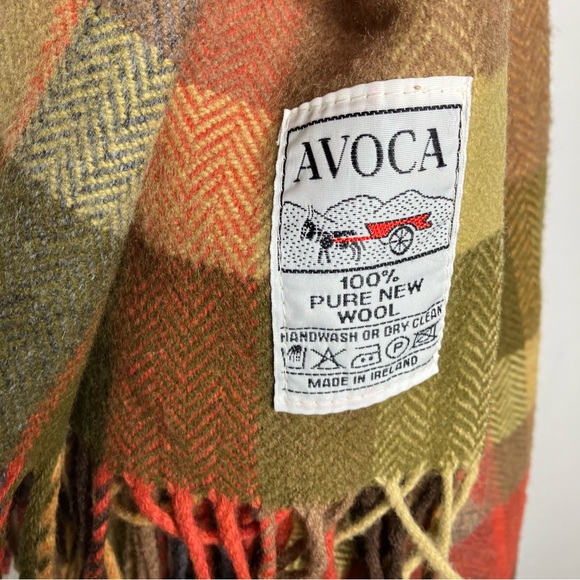 AVOCA
100%
PURE NEW
WOOL
HANDWASH OR DRY CLEAN
P
MADE IN IRELAND